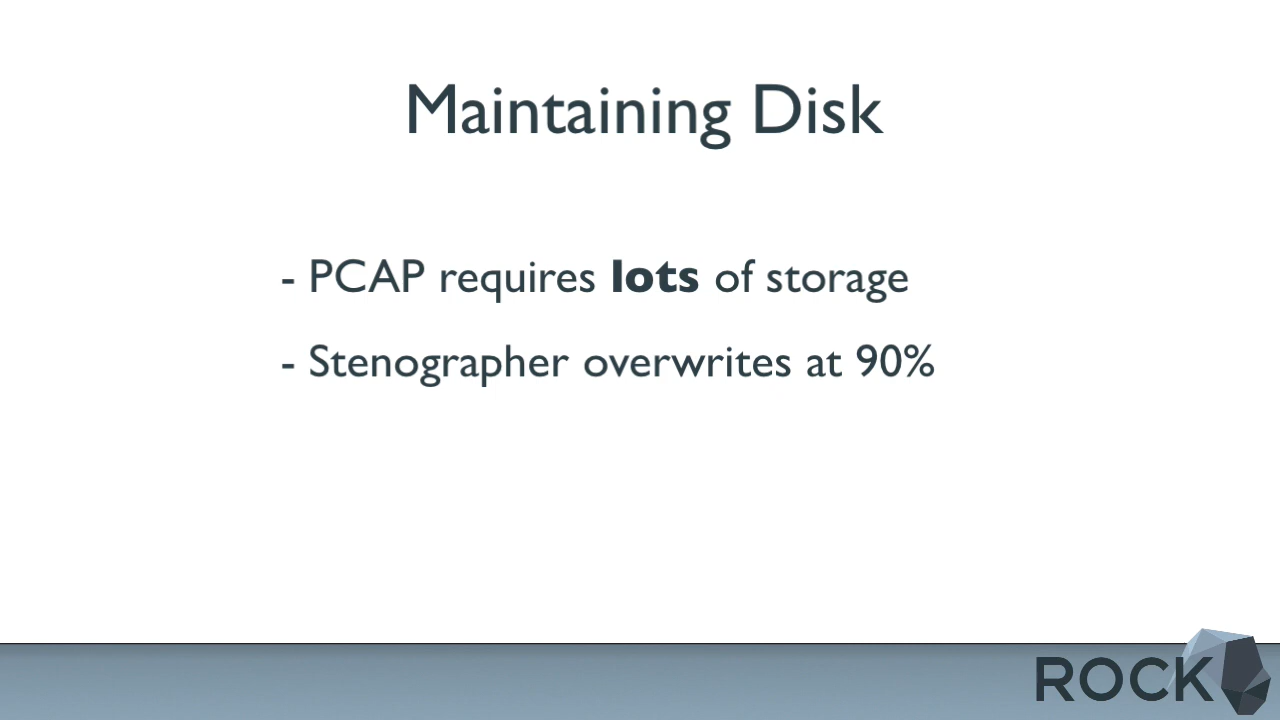 Maintaining Disk
- PCAP requires lots of storage
- Stenographer overwrites at 90%
ROCK